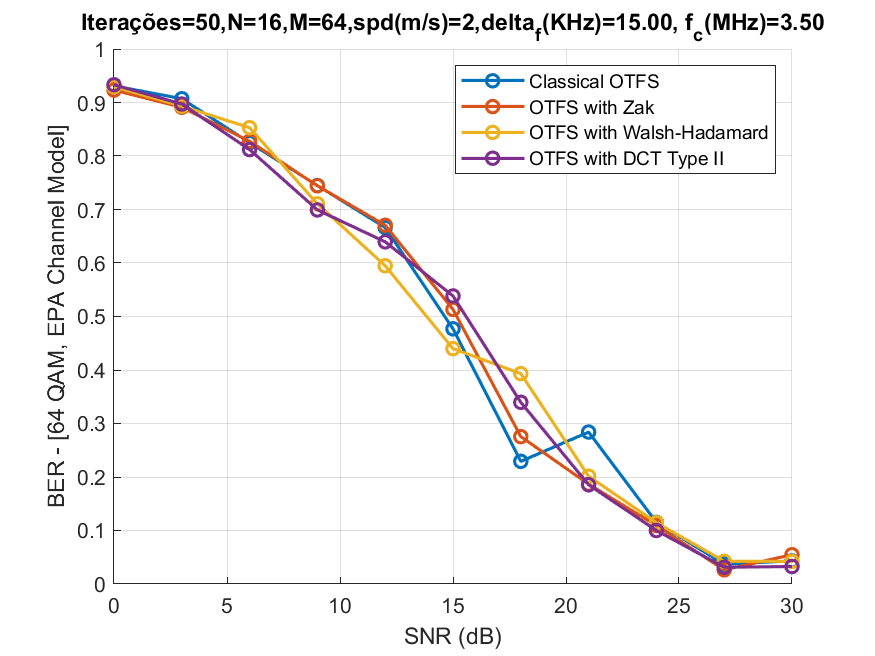 Iterações=50,N=16,M=64,spd(m/s)=2,delta_f(KHz)=15.00, f_c(MHz)=3.50
1
0.9
0.8
0.7
0.6
0.5
0.4
0.3
0.2
0.1
0
BER - [64 QAM, EPA Channel Model]
Classical OTFS
OTFS with Zak
OTFS with Walsh-Hadamard
OTFS with DCT Type II
0 5 10 15 20 25 30
SNR (dB)